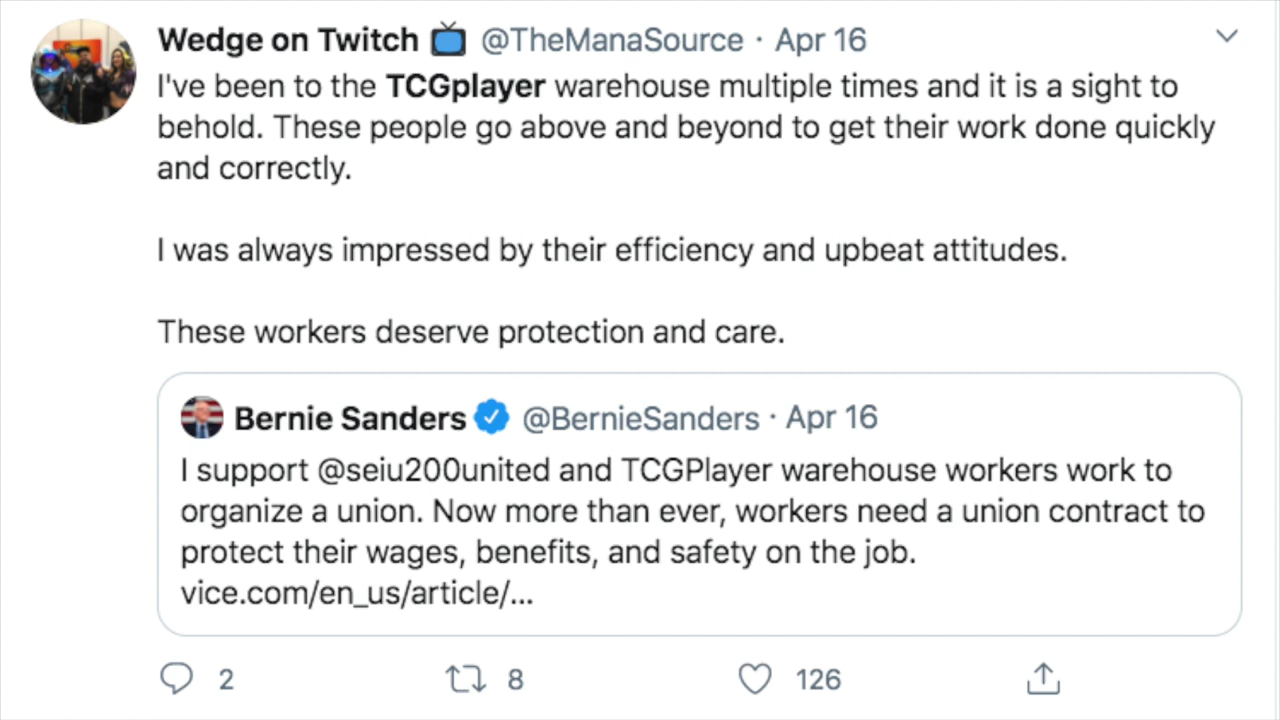 Wedge on Twitch 📺 @TheManaSource · Apr 16
I've been to the TCGplayer warehouse multiple times and it is a sight to
behold. These people go above and beyond to get their work done quickly
and correctly.
I was always impressed by their efficiency and upbeat attitudes.
These workers deserve protection and care.
Bernie Sanders @BernieSanders · Apr 16
I support @seiu200united and TCGPlayer warehouse workers work to
organize a union. Now more than ever, workers need a union contract to
protect their wages, benefits, and safety on the job.
vice.com/en_us/article/...
2 8 126